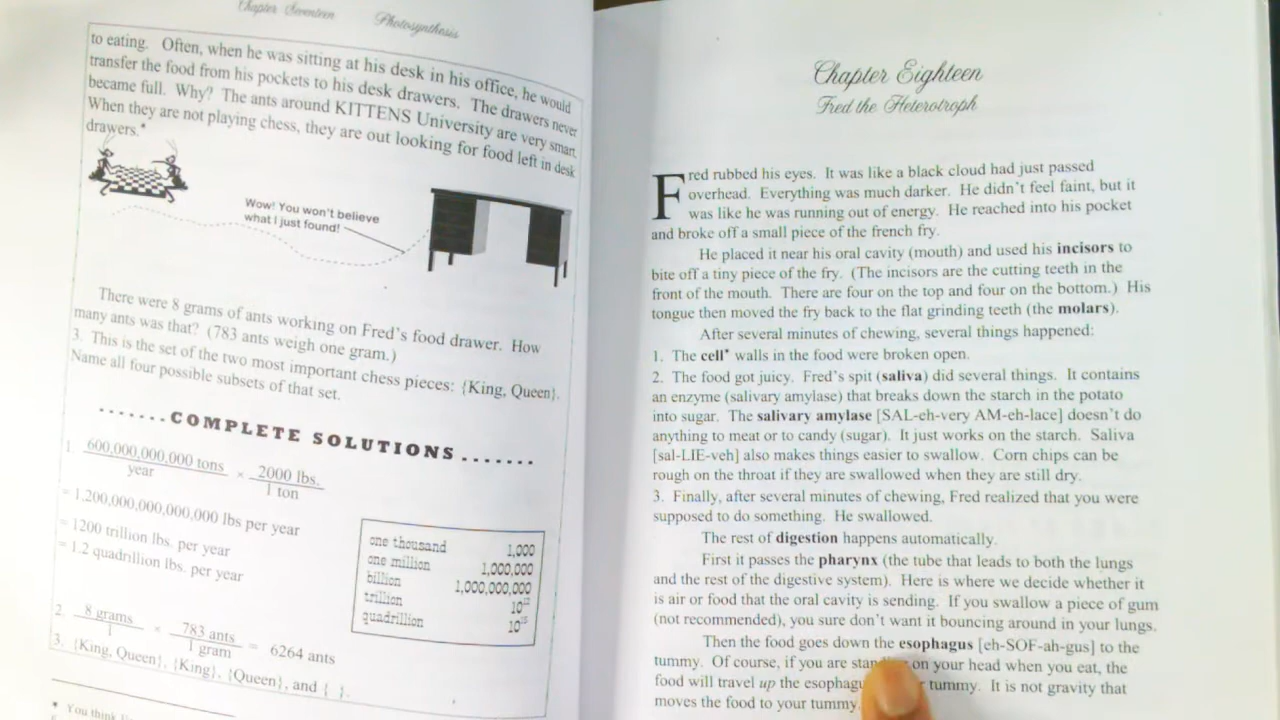 Chapter Seventeen Photosynthesis
to eating. Often, when he was sitting at his desk in his office, he would
transfer the food from his pockets to his desk drawers. The drawers never
became full. Why? The ants around KITTENS University are very smart.
When they are not playing chess, they are out looking for food left in desk
drawers.*
Wow! You won't believe
what I just found!
There were 8 grams of ants working on Fred's food drawer. How
many ants was that? (783 ants weigh one gram.)
3. This is the set of the two most important chess pieces: {King, Queen}.
Name all four possible subsets of that set.
.......COMPLETE SOLUTIONS.......
1. 600,000,000,000 tons / year × 2000 lbs. / 1 ton
= 1,200,000,000,000,000 lbs per year
= 1200 trillion lbs. per year
= 1.2 quadrillion lbs. per year
one thousand 1,000
one million 1,000,000
billion 1,000,000,000
trillion 10¹²
quadrillion 10¹⁵
2. 8 grams / 1 × 783 ants / 1 gram = 6264 ants
3. {King, Queen}, {King}, {Queen}, and { }.
* You think
Chapter Eighteen
Fred the Heterotroph
Fred rubbed his eyes. It was like a black cloud had just passed
overhead. Everything was much darker. He didn't feel faint, but it
was like he was running out of energy. He reached into his pocket
and broke off a small piece of the french fry.
He placed it near his oral cavity (mouth) and used his incisors to
bite off a tiny piece of the fry. (The incisors are the cutting teeth in the
front of the mouth. There are four on the top and four on the bottom.) His
tongue then moved the fry back to the flat grinding teeth (the molars).
After several minutes of chewing, several things happened:
1. The cell* walls in the food were broken open.
2. The food got juicy. Fred's spit (saliva) did several things. It contains
an enzyme (salivary amylase) that breaks down the starch in the potato
into sugar. The salivary amylase [SAL-eh-very AM-eh-lace] doesn't do
anything to meat or to candy (sugar). It just works on the starch. Saliva
[sal-LIE-veh] also makes things easier to swallow. Corn chips can be
rough on the throat if they are swallowed when they are still dry.
3. Finally, after several minutes of chewing, Fred realized that you were
supposed to do something. He swallowed.
The rest of digestion happens automatically.
First it passes the pharynx (the tube that leads to both the lungs
and the rest of the digestive system). Here is where we decide whether it
is air or food that the oral cavity is sending. If you swallow a piece of gum
(not recommended), you sure don't want it bouncing around in your lungs.
Then the food goes down the esophagus [eh-SOF-ah-gus] to the
tummy. Of course, if you are on your head when you eat, the
food will travel up the tummy. It is not gravity that
moves the food to your tummy.